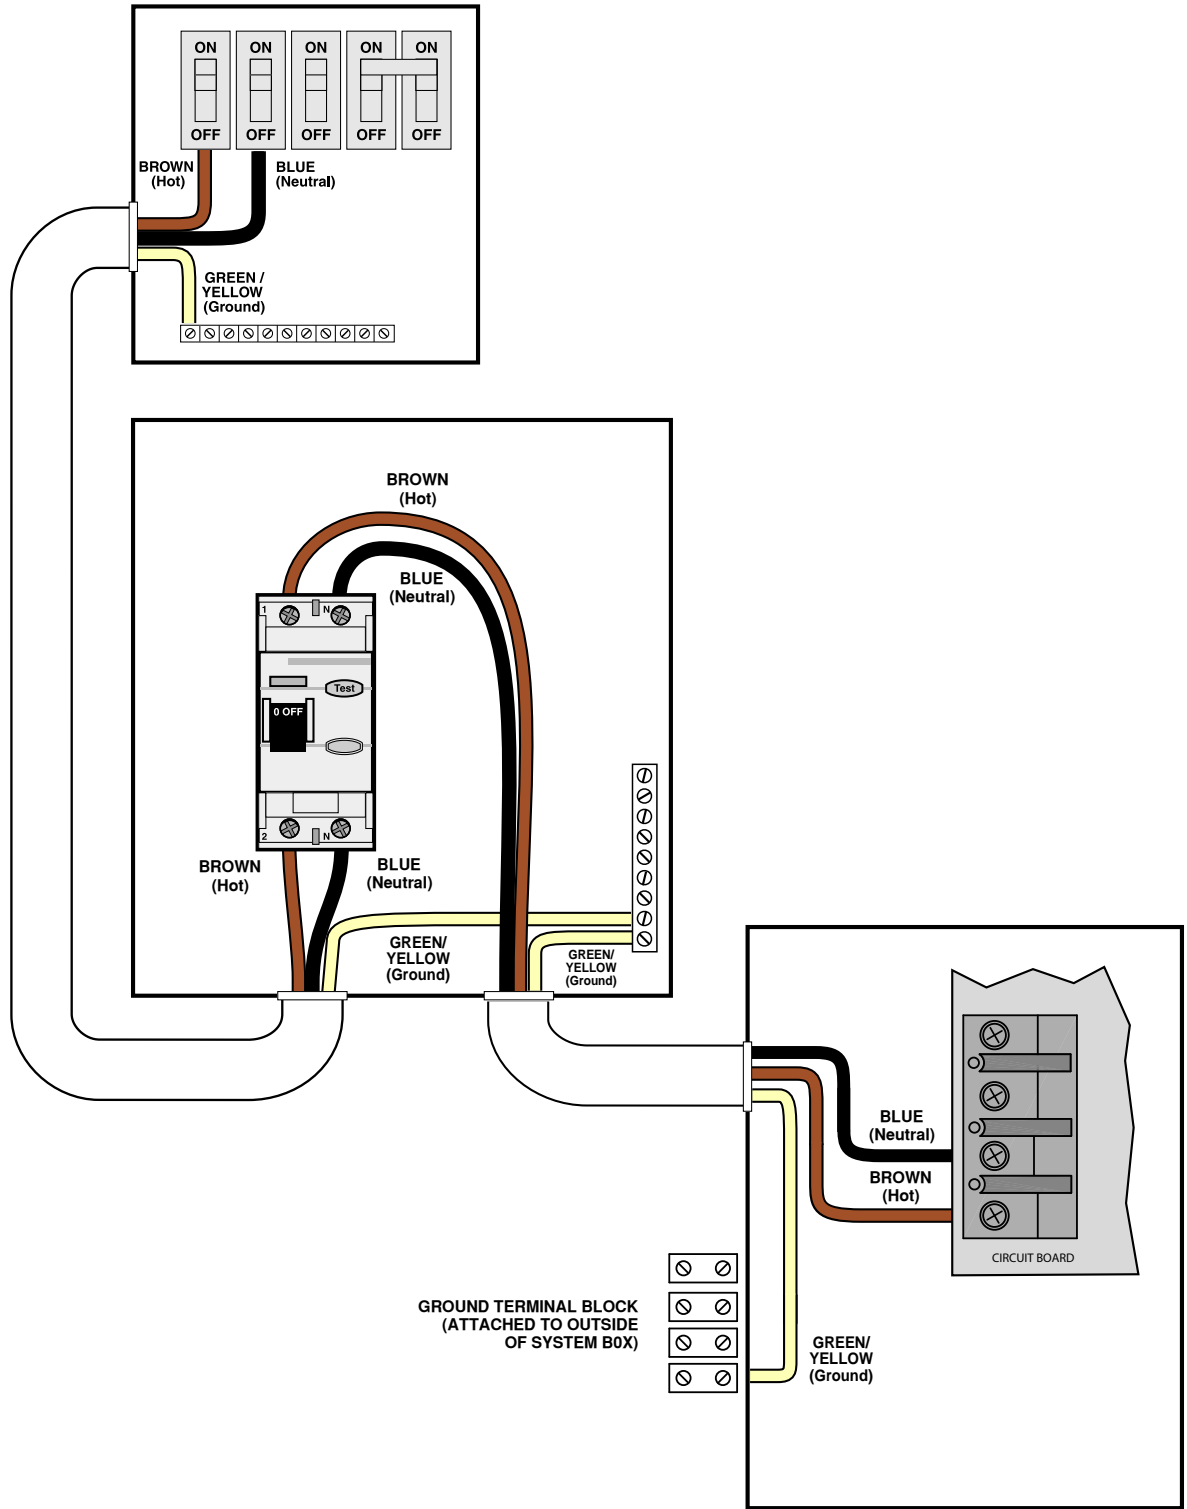 ON ON ON ON ON
OFF OFF OFF OFF OFF
BROWN
(Hot)
BLUE
(Neutral)
GREEN /
YELLOW
(Ground)
BROWN
(Hot)
BLUE
(Neutral)
1 N
Test
0 OFF
2 N
BROWN
(Hot)
BLUE
(Neutral)
GREEN/
YELLOW
(Ground)
GREEN/
YELLOW
(Ground)
BLUE
(Neutral)
BROWN
(Hot)
CIRCUIT BOARD
GROUND TERMINAL BLOCK
(ATTACHED TO OUTSIDE
OF SYSTEM B0X)
GREEN/
YELLOW
(Ground)